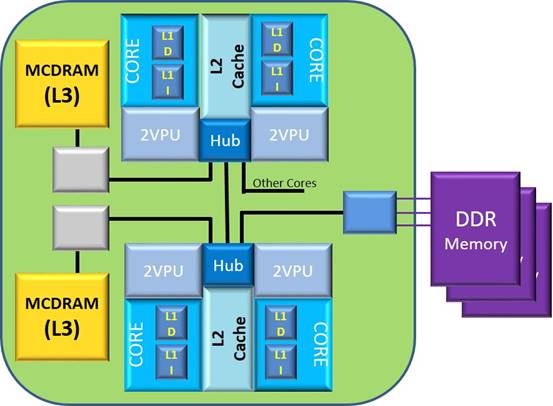 CORE
L1
D
L1
I
L2
Cache
L1
D
L1
I
CORE
MCDRAM
(L3)
2VPU
Hub
2VPU
Other Cores
DDR
Memory
y
2VPU
Hub
2VPU
MCDRAM
(L3)
CORE
L1
D
L1
I
L2
Cache
L1
D
L1
I
CORE